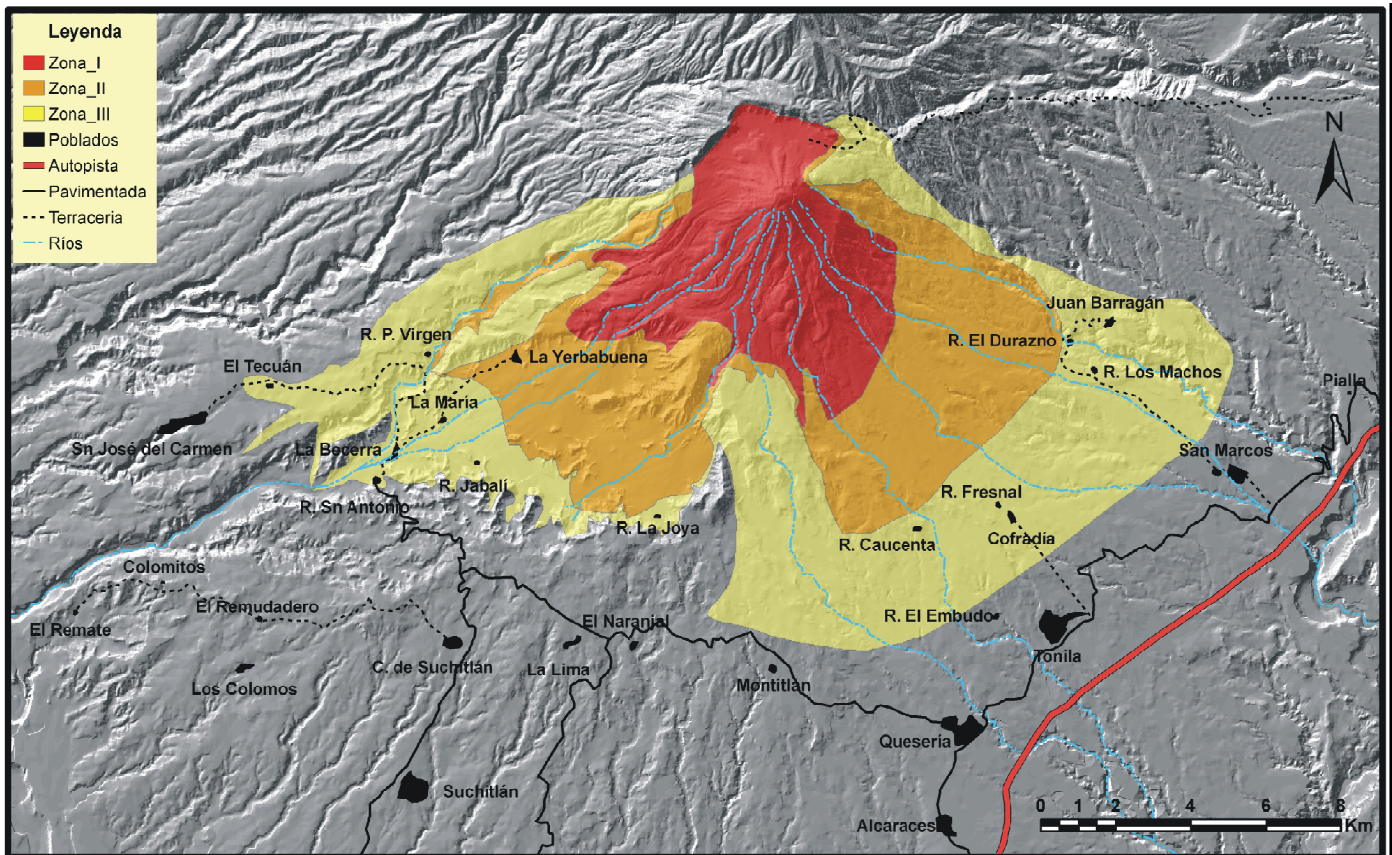 Leyenda
Zona_I
Zona_II
Zona_III
Poblados
Autopista
Pavimentada
Terraceria
Ríos
N
Juan Barragán
R. El Durazno
R. P. Virgen
La Yerbabuena
El Tecuán
R. Los Machos
Pialla
La María
Sn José del Carmen
La Becerra
San Marcos
R. Jabalí
R. Fresnal
R. Sn Antonio
R. La Joya
R. Caucenta
Cofradia
Colomitos
El Remudadero
R. El Embudo
El Naranjal
El Remate
C. de Suchitlán
La Lima
Tonila
Los Colomos
Montitlán
Quesería
Suchitlán
0 1 2 4 6 8
Km
Alcaraces